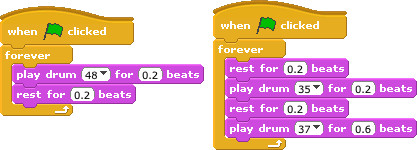 when clicked
forever
play drum 48 for 0.2 beats
rest for 0.2 beats
when clicked
forever
rest for 0.2 beats
play drum 35 for 0.2 beats
rest for 0.2 beats
play drum 37 for 0.6 beats